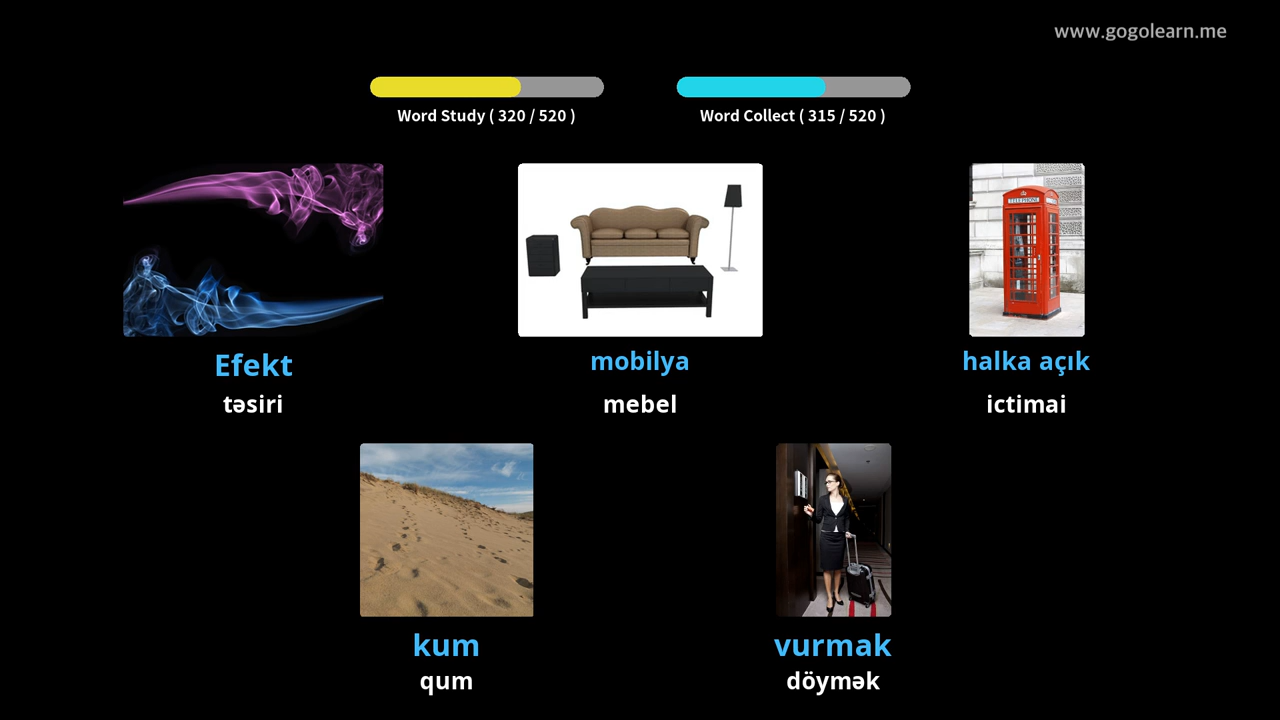 www.gogolearn.me
Word Study ( 320 / 520 )
Word Collect ( 315 / 520 )
TELEPHONE
Efekt
mobilya
halka açık
təsiri
mebel
ictimai
kum
vurmak
qum
döymək